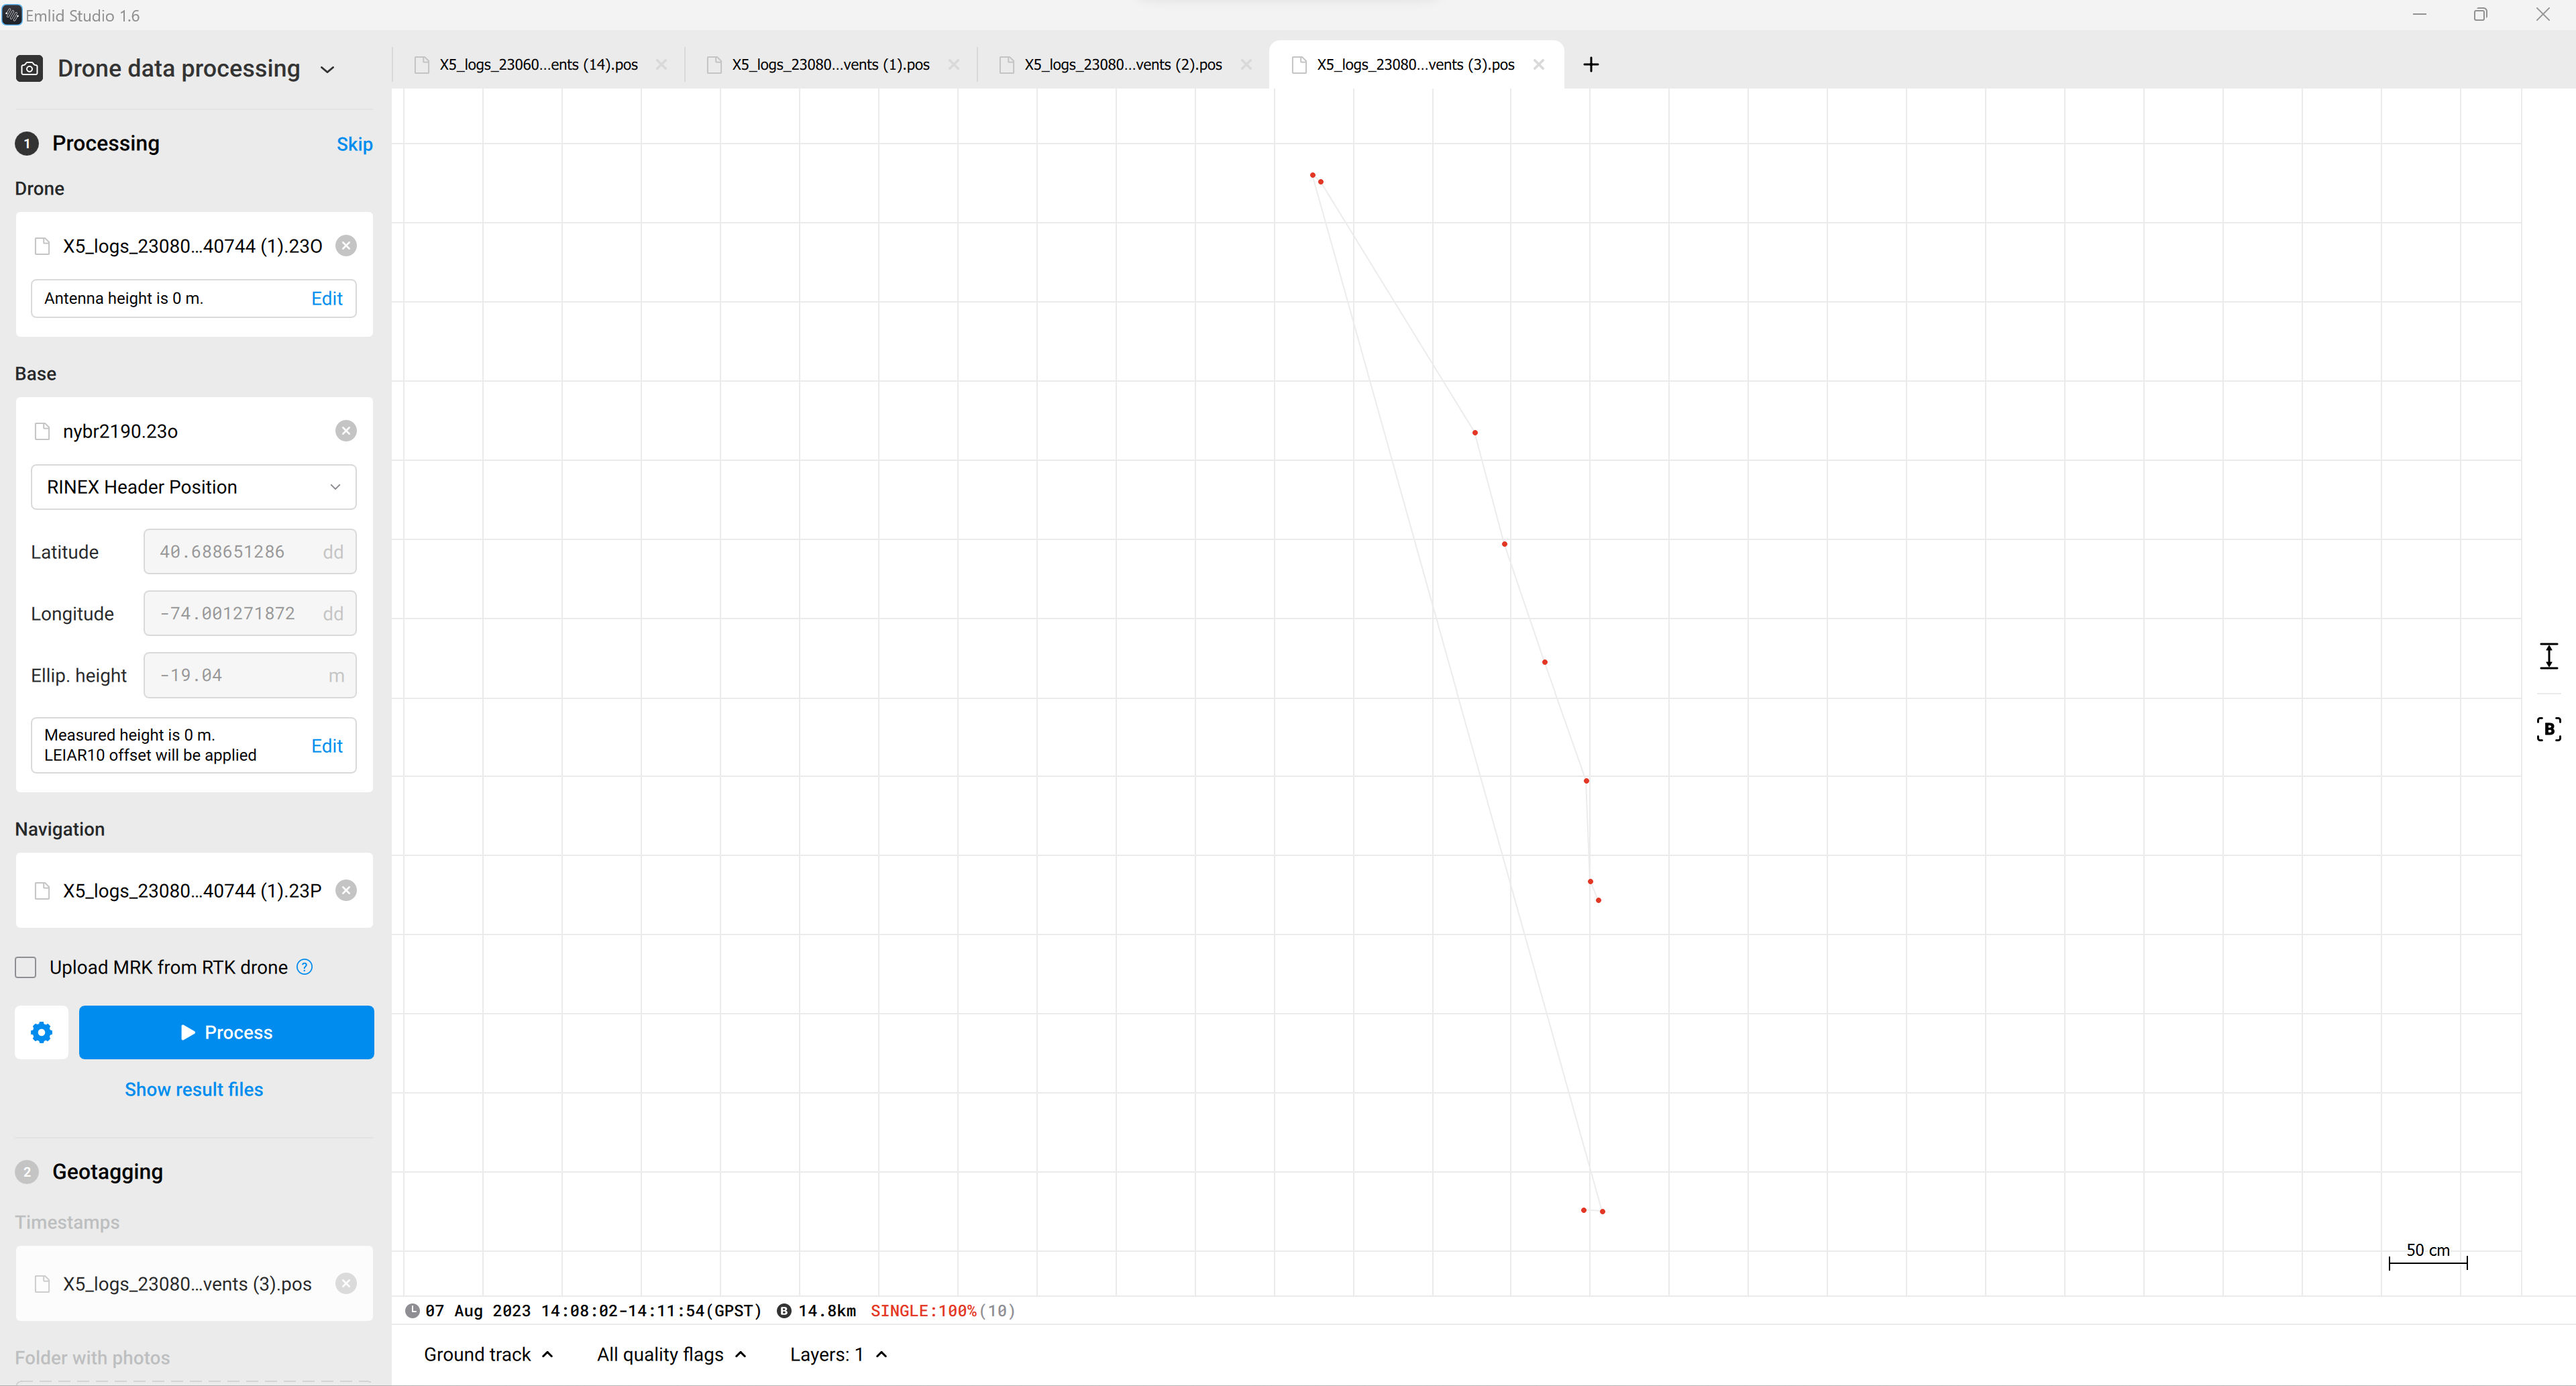 Emlid Studio 1.6
Drone data processing
X5_logs_23060...ents (14).pos
X5_logs_23080...vents (1).pos
X5_logs_23080...vents (2).pos
X5_logs_23080...vents (3).pos
1 Processing Skip
Drone
X5_logs_23080...40744 (1).23O
Antenna height is 0 m. Edit
Base
nybr2190.23o
RINEX Header Position
Latitude 40.688651286 dd
Longitude -74.001271872 dd
Ellip. height -19.04 m
Measured height is 0 m.
LEIAR10 offset will be applied
Edit
Navigation
X5_logs_23080...40744 (1).23P
Upload MRK from RTK drone ?
Process
Show result files
2 Geotagging
Timestamps
X5_logs_23080...vents (3).pos
Folder with photos
B
50 cm
07 Aug 2023 14:08:02-14:11:54(GPST) B 14.8km SINGLE:100%(10)
Ground track All quality flags Layers: 1